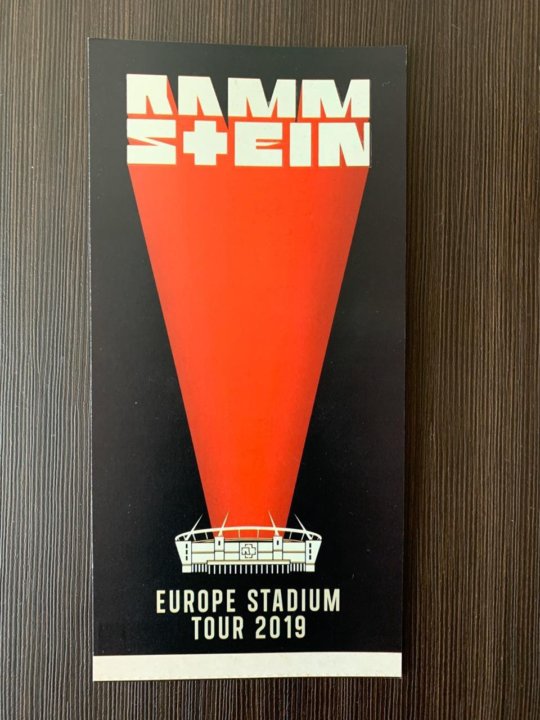 RAMM
STEIN
EUROPE STADIUM
TOUR 2019